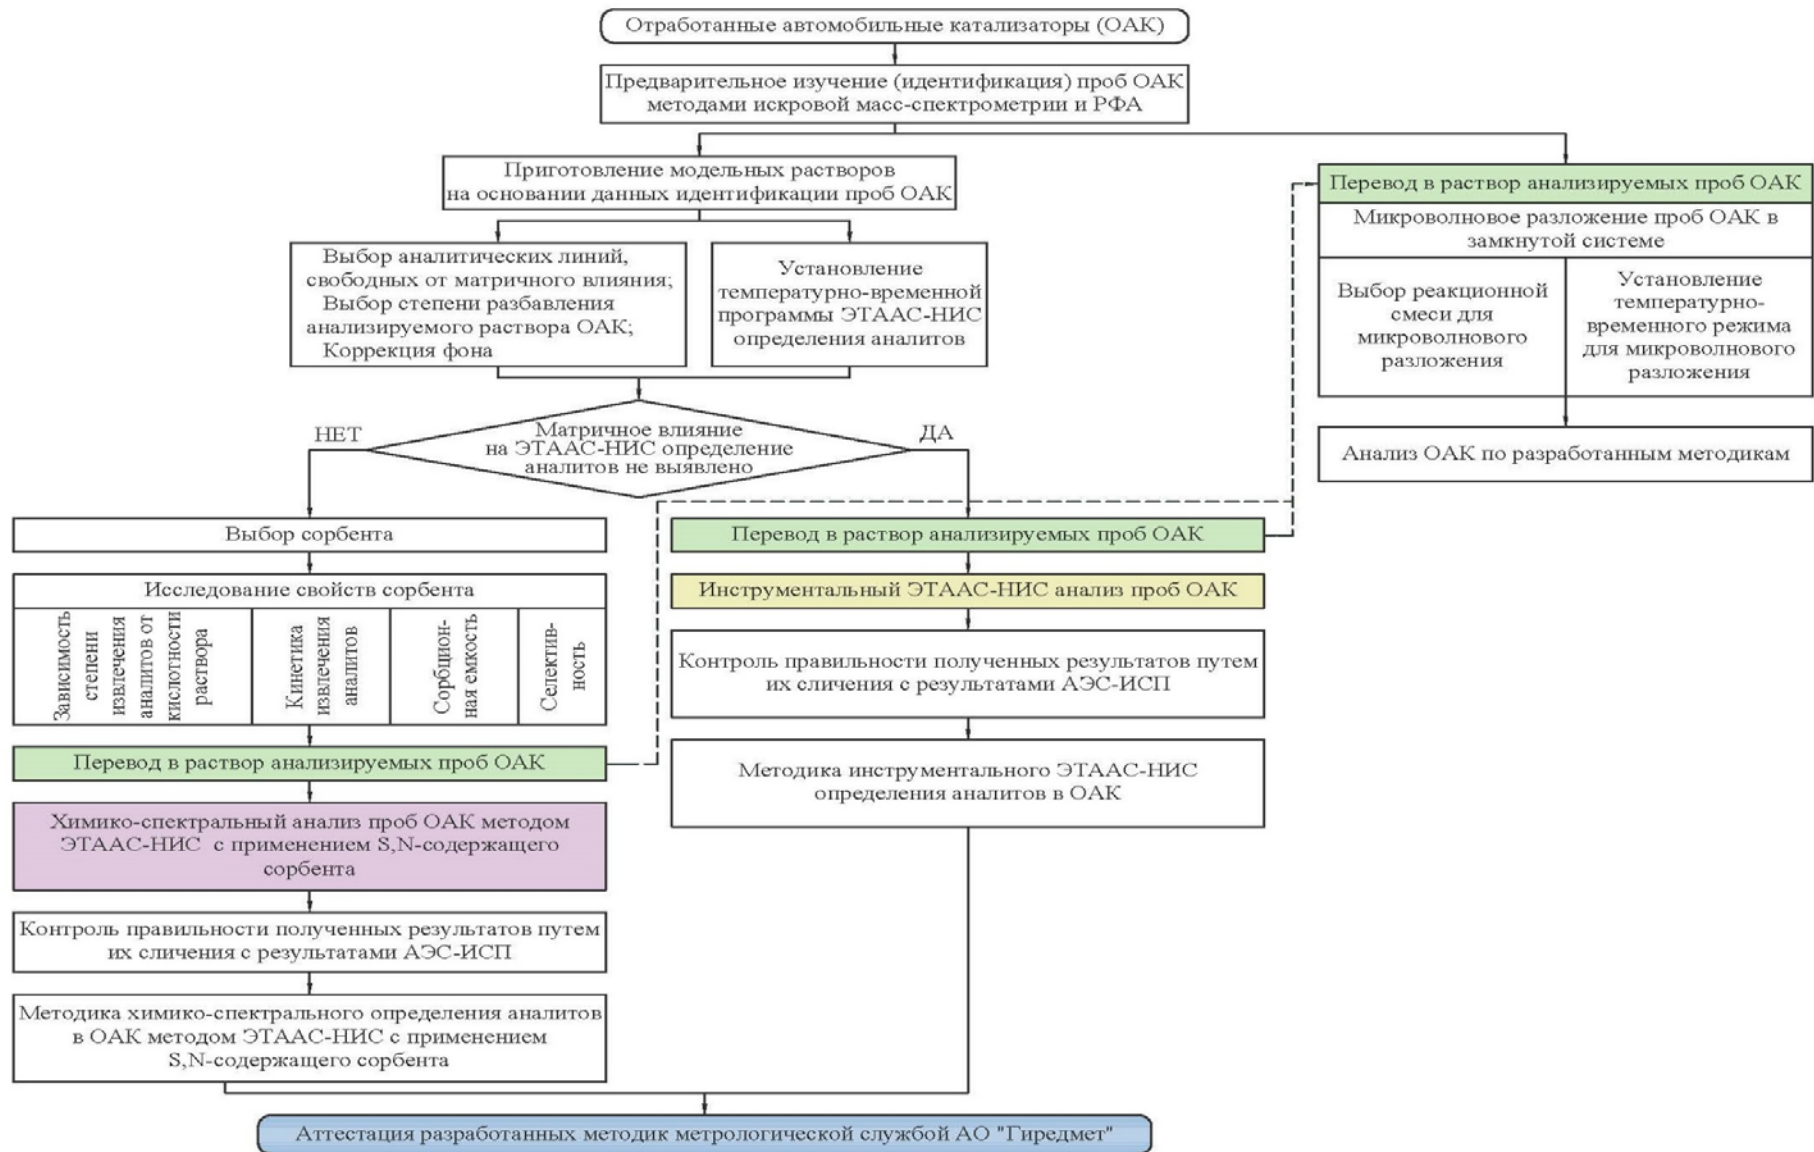 Отработанные автомобильные катализаторы (ОАК)
Предварительное изучение (идентификация) проб ОАК
методами искровой масс-спектрометрии и РФА
Приготовление модельных растворов
на основании данных идентификации проб ОАК
Выбор аналитических линий,
свободных от матричного влияния;
Выбор степени разбавления
анализируемого раствора ОАК;
Коррекция фона
Установление
температурно-временной
программы ЭТААС-НИС
определения аналитов
Перевод в раствор анализируемых проб ОАК
Микроволновое разложение проб ОАК в
замкнутой системе
Выбор реакционной
смеси для
микроволнового
разложения
Установление
температурно-
временного режима
для микроволнового
разложения
Анализ ОАК по разработанным методикам
НЕТ
Матричное влияние
на ЭТААС-НИС определение
аналитов не выявлено
ДА
Выбор сорбента
Исследование свойств сорбента
Зависимость
степени
извлечения
аналитов от
кислотности
раствора
Кинетика
извлечения
аналитов
Сорбцион-
ная емкость
Селектив-
ность
Перевод в раствор анализируемых проб ОАК
Химико-спектральный анализ проб ОАК методом
ЭТААС-НИС с применением S,N-содержащего
сорбента
Контроль правильности полученных результатов путем
их сличения с результатами АЭС-ИСП
Методика химико-спектрального определения аналитов
в ОАК методом ЭТААС-НИС с применением
S,N-содержащего сорбента
Перевод в раствор анализируемых проб ОАК
Инструментальный ЭТААС-НИС анализ проб ОАК
Контроль правильности полученных результатов путем
их сличения с результатами АЭС-ИСП
Методика инструментального ЭТААС-НИС
определения аналитов в ОАК
Аттестация разработанных методик метрологической службой АО "Гиредмет"